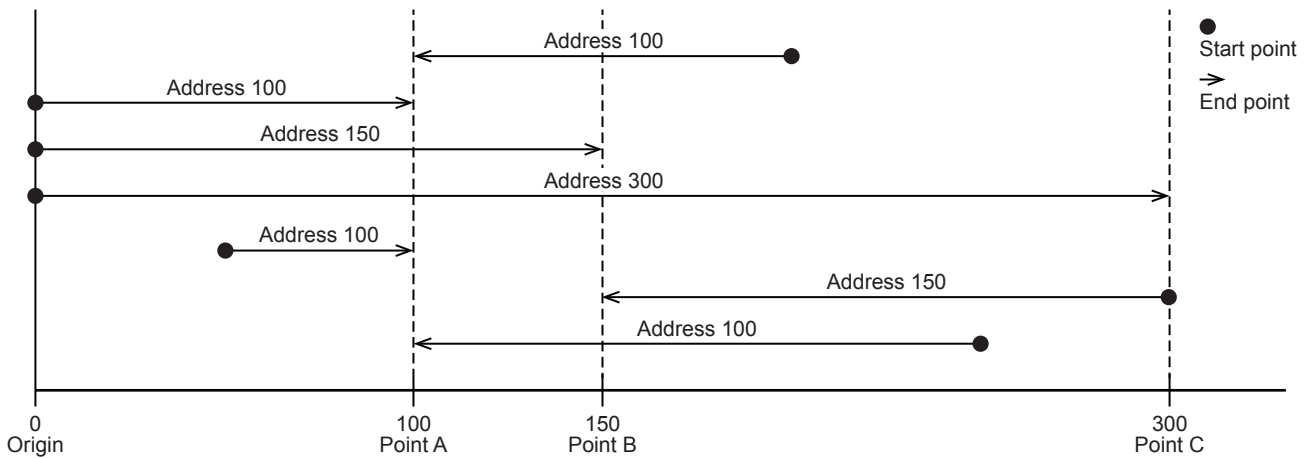 Address 100
Start point
Address 100
End point
Address 150
Address 300
Address 100
Address 150
Address 100
0
Origin
100
Point A
150
Point B
300
Point C